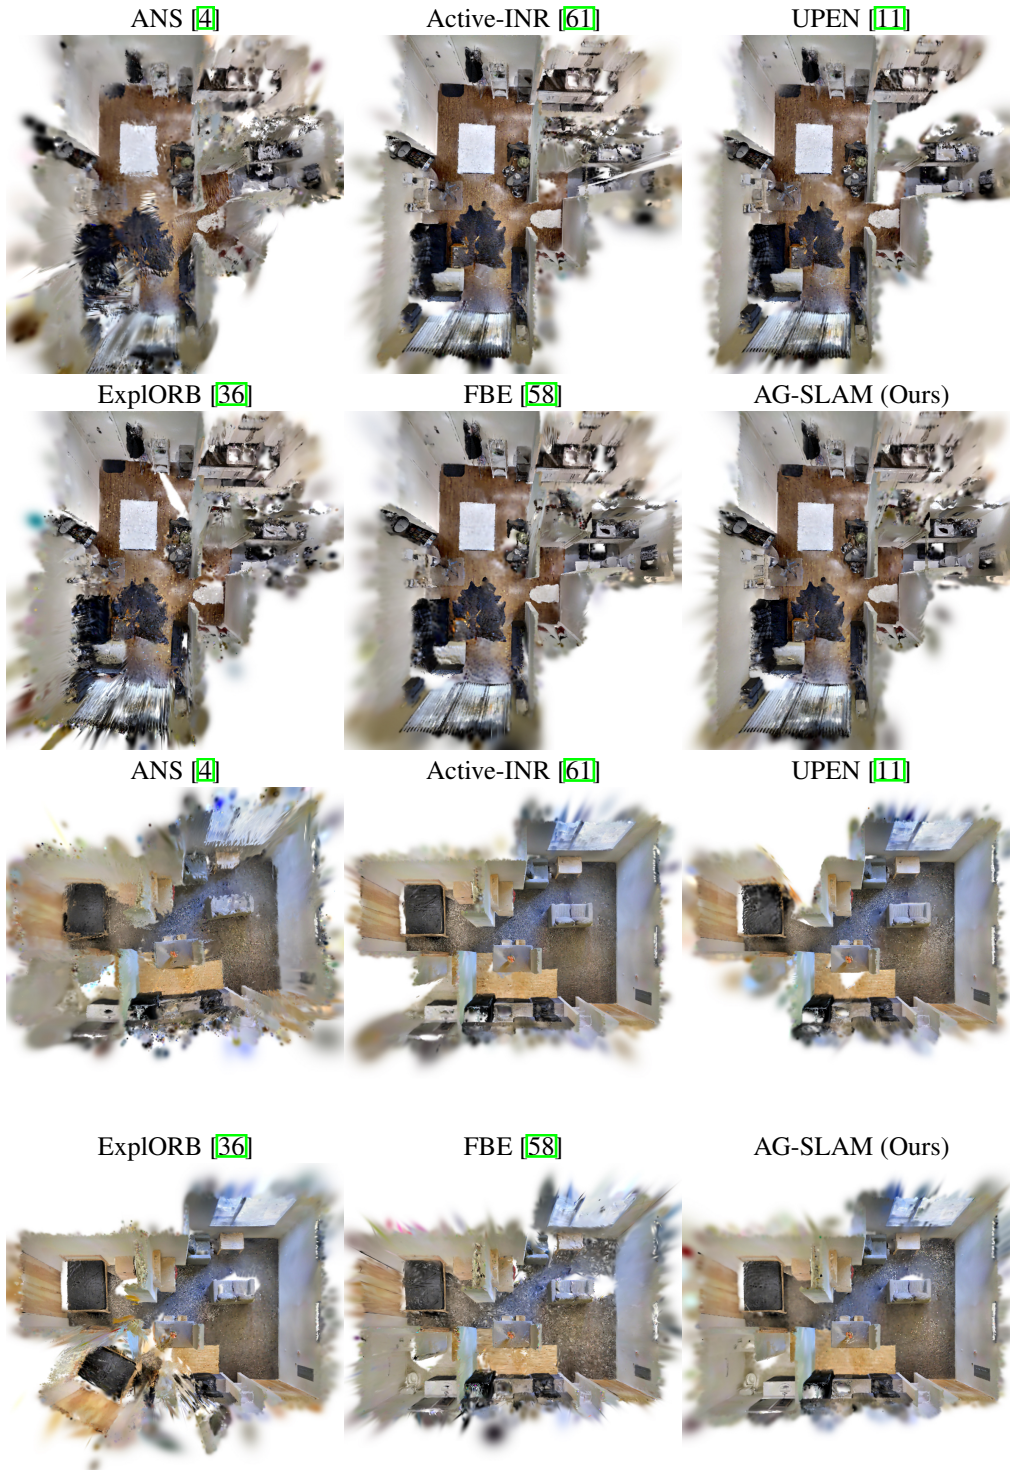 ANS [4] Active-INR [61] UPEN [11]
ExplORB [36] FBE [58] AG-SLAM (Ours)
ANS [4] Active-INR [61] UPEN [11]
ExplORB [36] FBE [58] AG-SLAM (Ours)